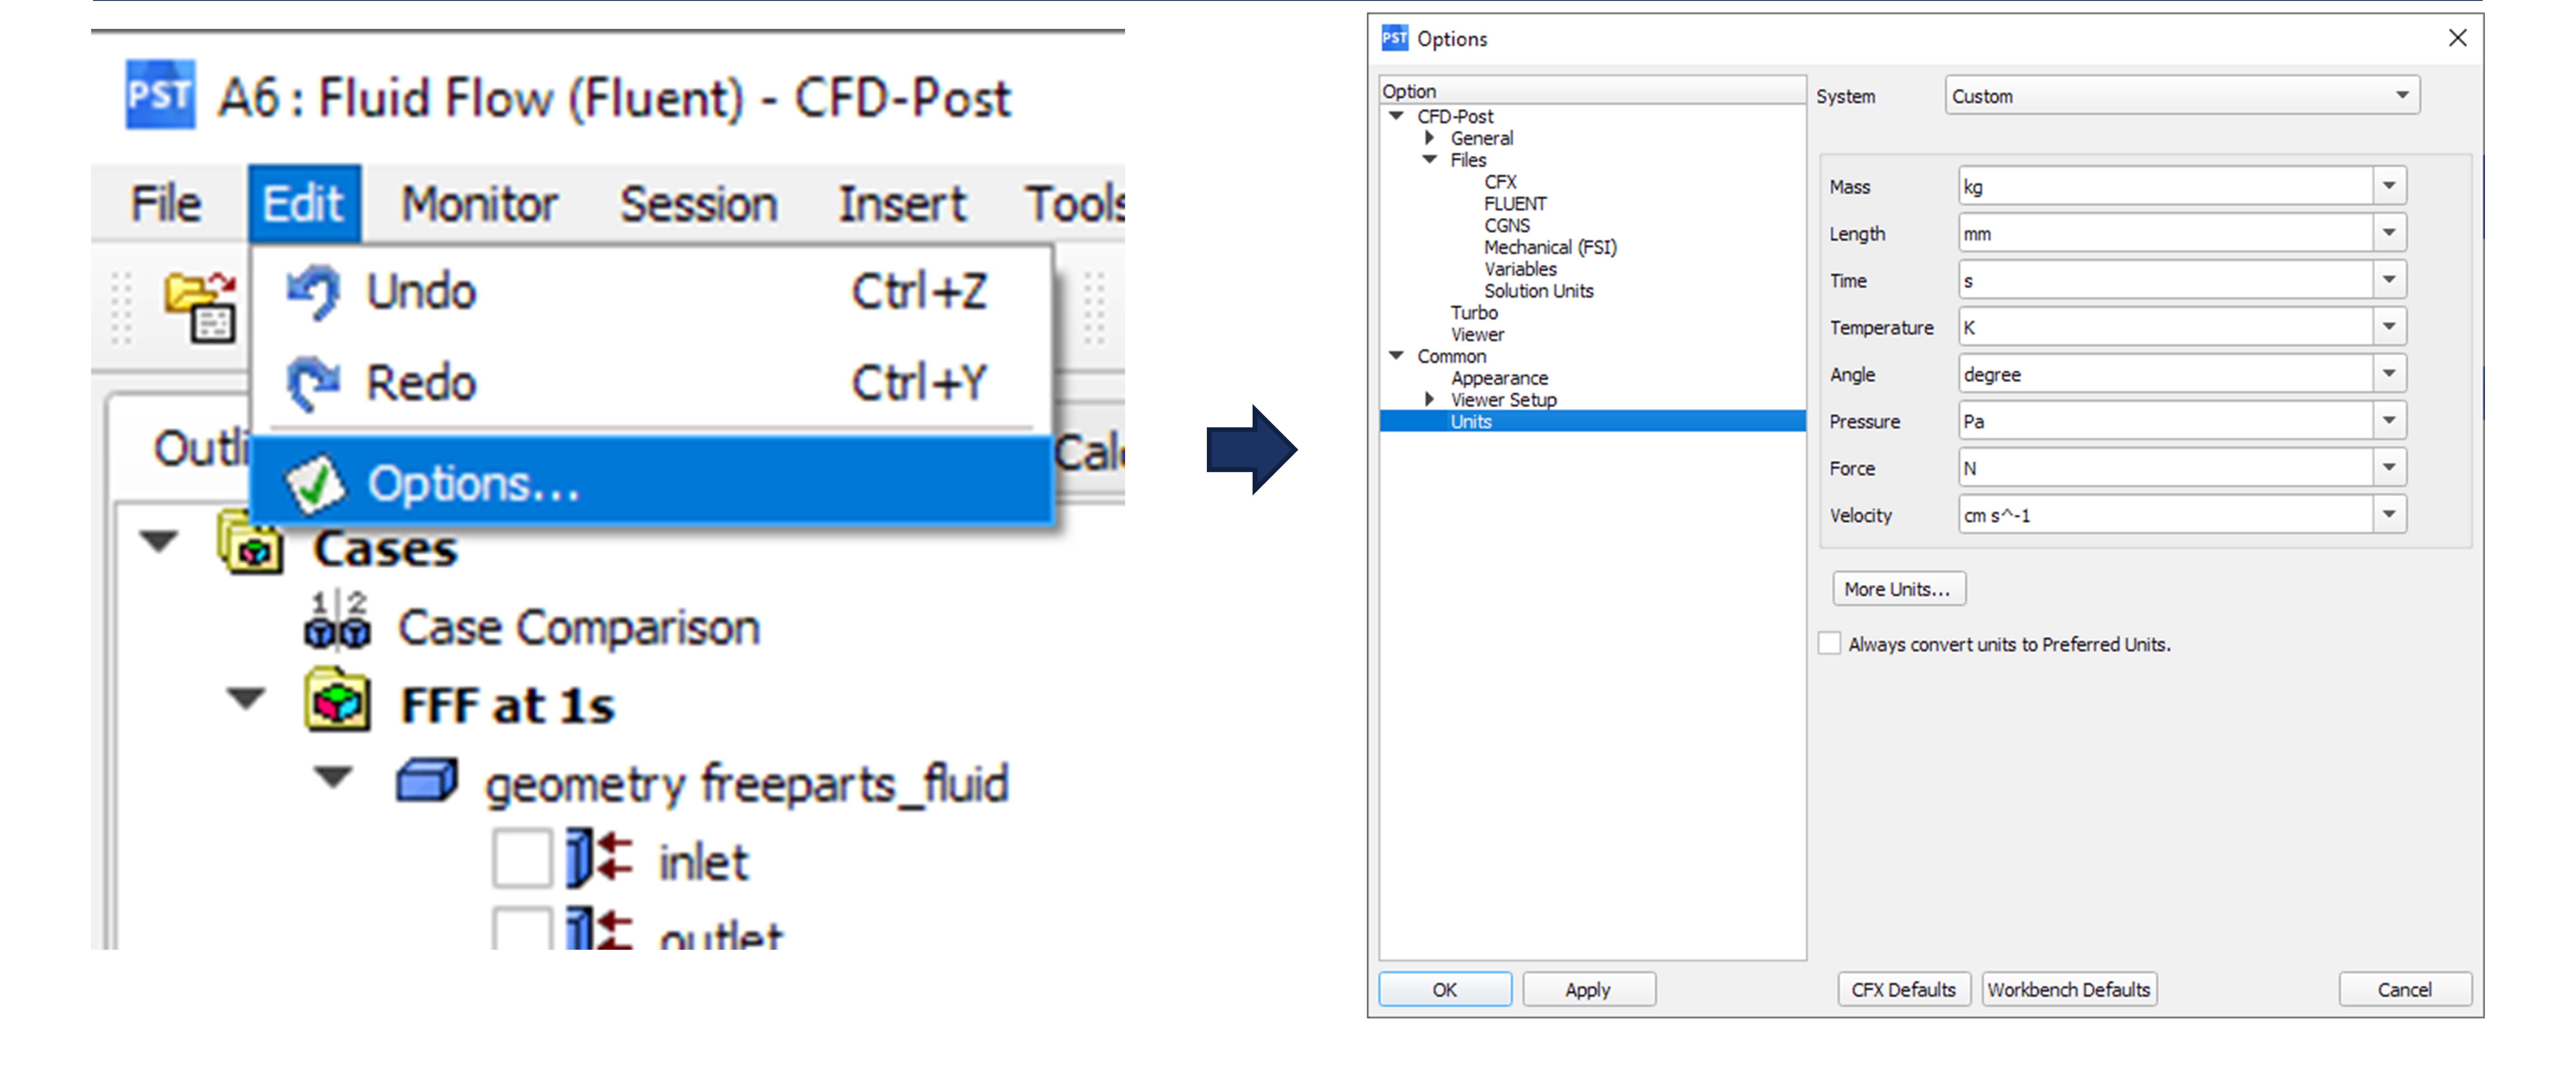 PST A6 : Fluid Flow (Fluent) - CFD-Post
File Edit Monitor Session Insert Tools
Undo Ctrl+Z
Redo Ctrl+Y
Outli
Options...
Cal
Cases
1 2 Case Comparison
FFF at 1s
geometry freeparts_fluid
inlet
outlet
PST Options
Option
CFD-Post
General
Files
CFX
FLUENT
CGNS
Mechanical (FSI)
Variables
Solution Units
Turbo
Viewer
Common
Appearance
Viewer Setup
Units
System Custom
Mass kg
Length mm
Time s
Temperature K
Angle degree
Pressure Pa
Force N
Velocity cm s^-1
More Units...
Always convert units to Preferred Units.
OK Apply CFX Defaults Workbench Defaults Cancel